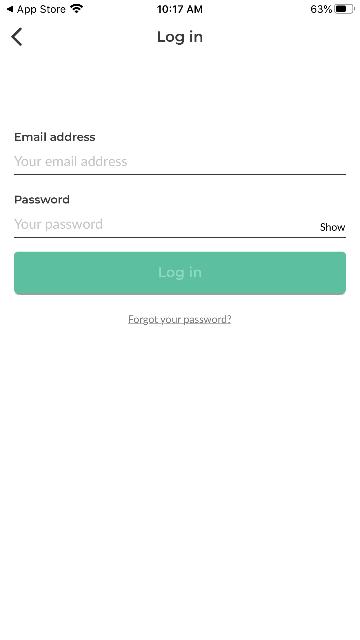 ◀ App Store 10:17 AM 63%
Log in
Email address
Your email address
Password
Your password Show
Log in
Forgot your password?